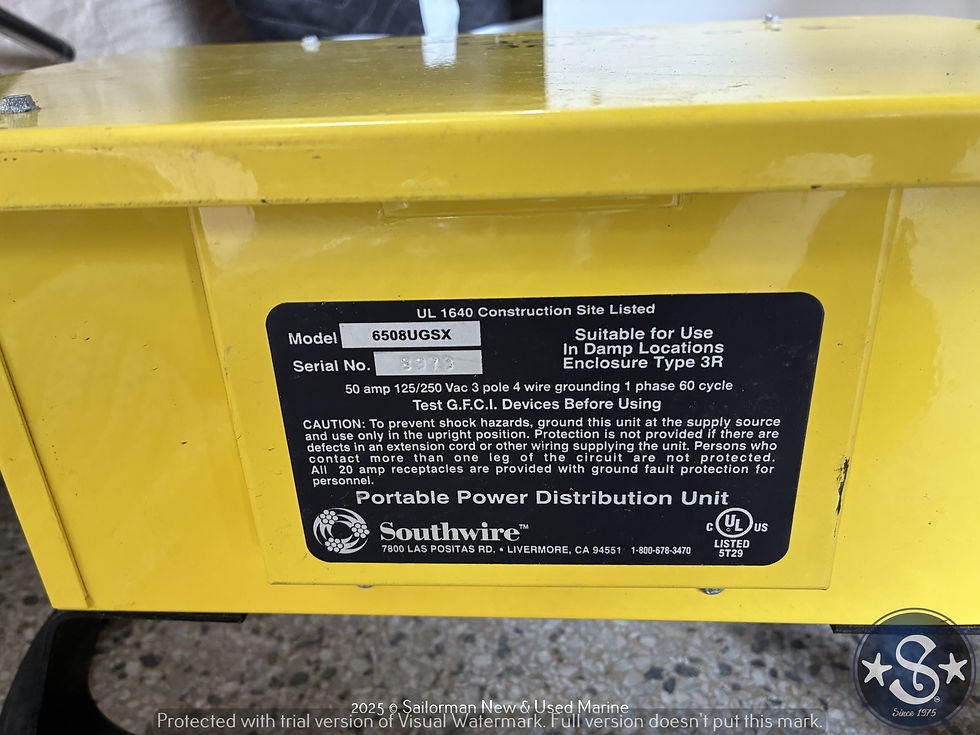 UL 1640 Construction Site Listed
Model 6508UGSX
Serial No.
Suitable for Use
In Damp Locations
Enclosure Type 3R
50 amp 125/250 Vac 3 pole 4 wire grounding 1 phase 60 cycle
Test G.F.C.I. Devices Before Using
CAUTION: To prevent shock hazards, ground this unit at the supply source
and use only in the upright position. Protection is not provided if there are
defects in an extension cord or other wiring supplying the unit. Persons who
contact more than one leg of the circuit are not protected.
All 20 amp receptacles are provided with ground fault protection for
personnel.
Portable Power Distribution Unit
Southwire™
7800 LAS POSITAS RD. • LIVERMORE, CA 94551 1-800-678-3470
C UL US
LISTED
5T29
S
Since 1975
2025 © Sailorman New & Used Marine
Protected with trial version of Visual Watermark. Full version doesn't put this mark.